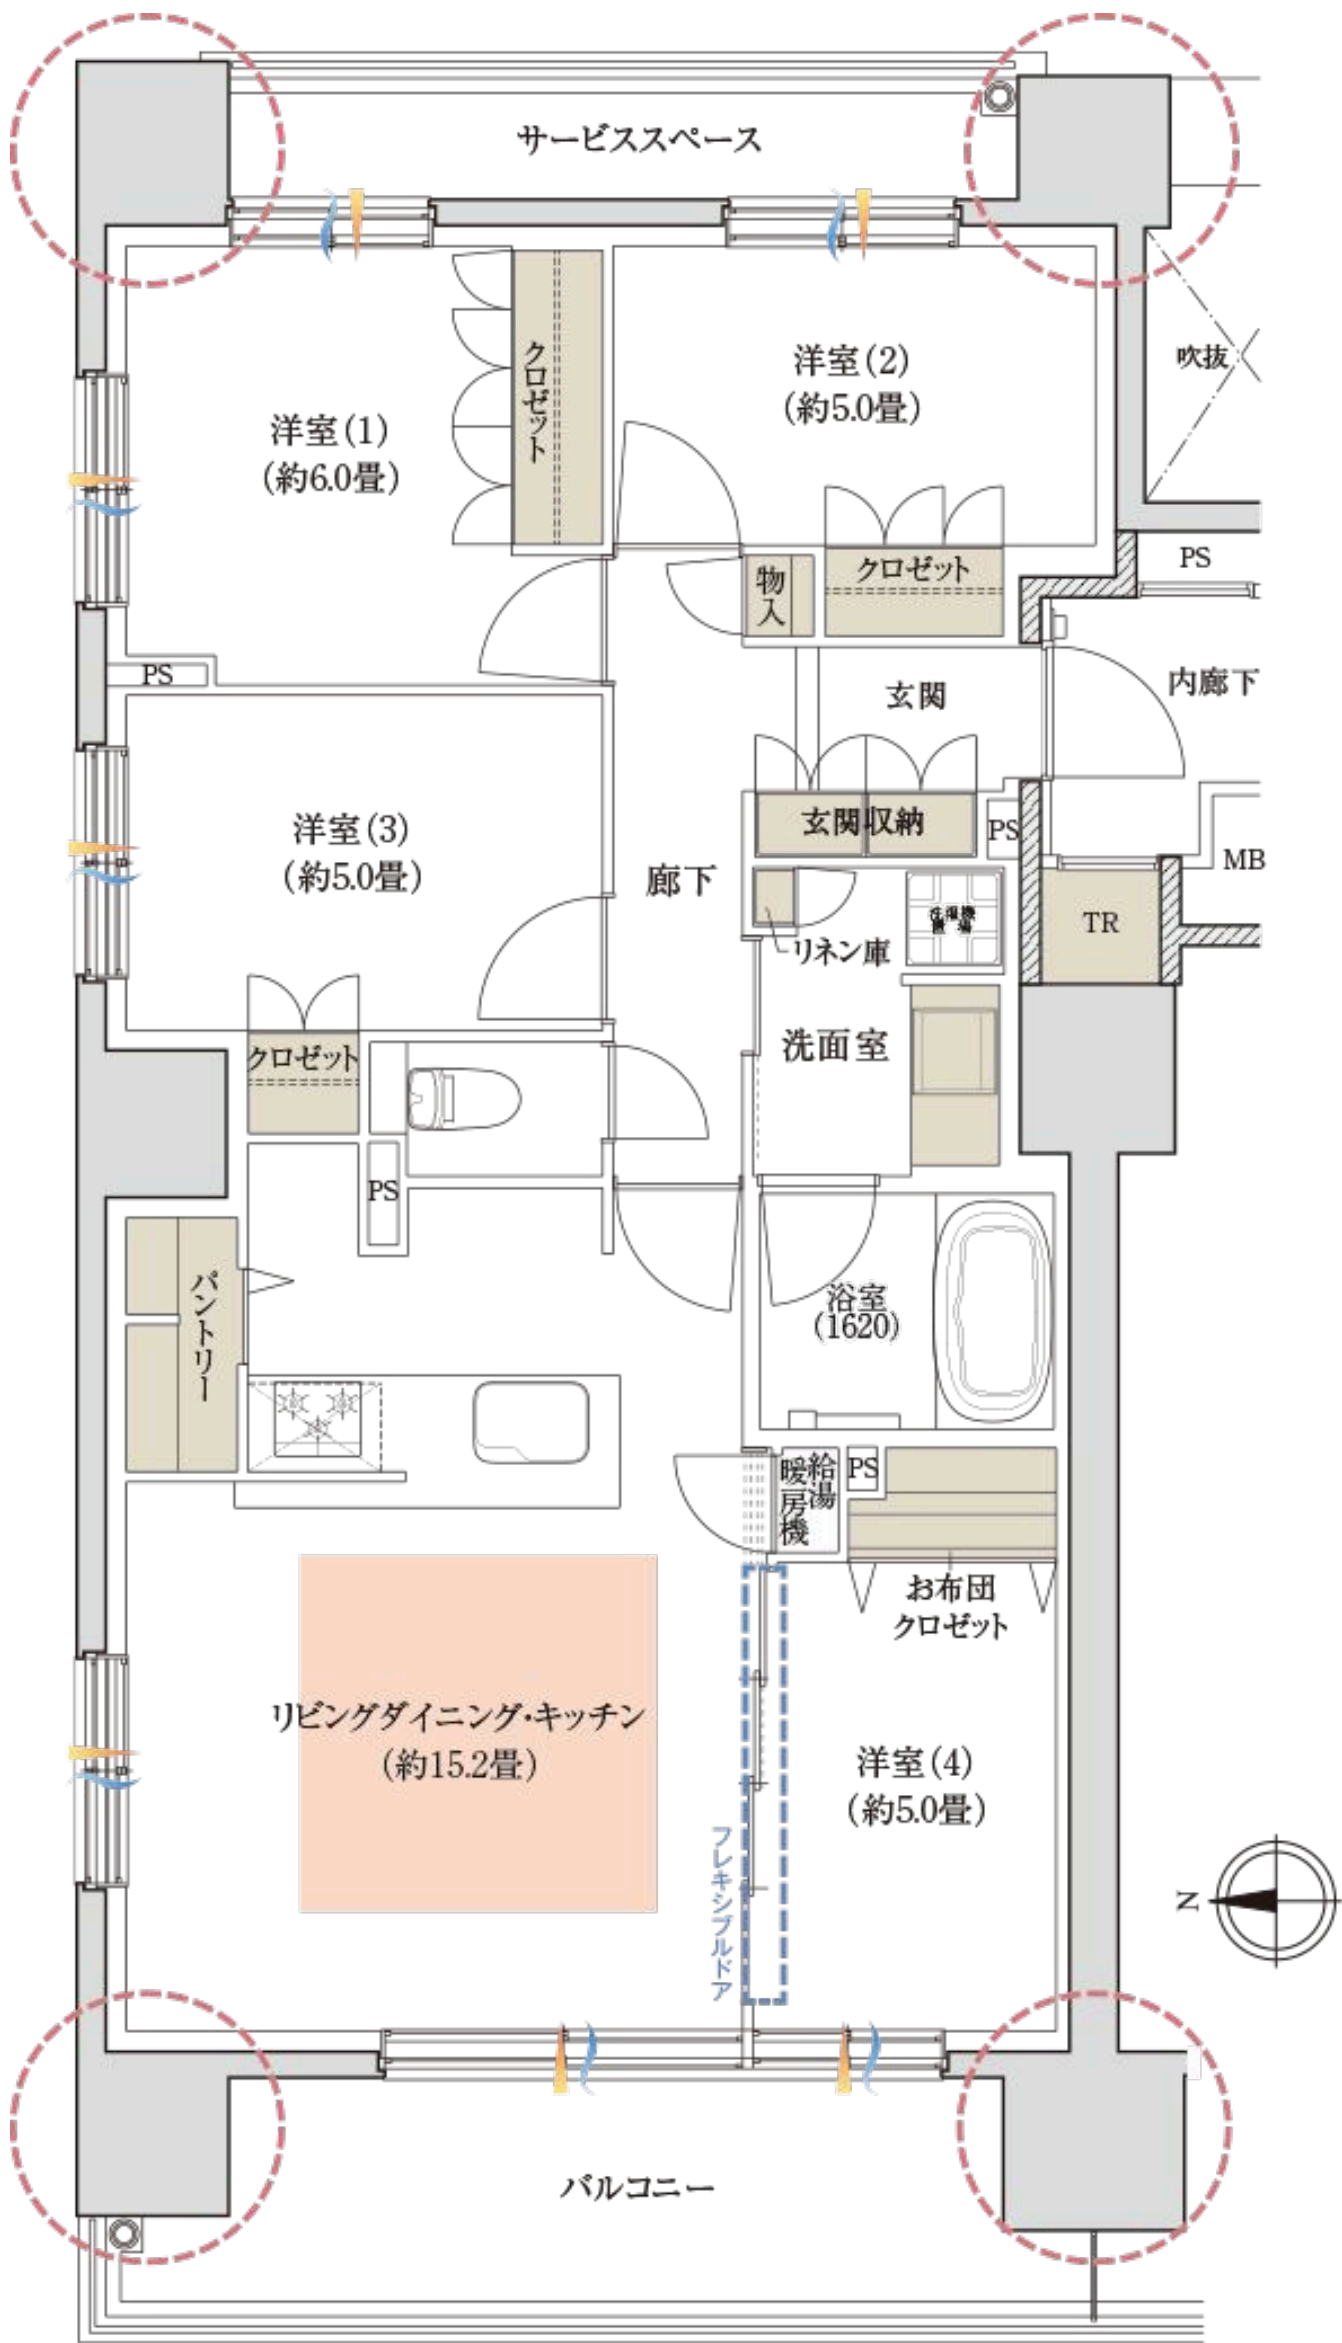 サービススペース
クロゼット
洋室(2)
(約5.0畳)
吹抜
洋室(1)
(約6.0畳)
PS
物入
クロゼット
PS
玄関
内廊下
洋室(3)
(約5.0畳)
玄関収納
PS
廊下
MB
洗濯機
置場
TR
リネン庫
洗面室
クロゼット
PS
パントリー
浴室
(1620)
給湯
暖房機
PS
お布団
クロゼット
リビングダイニング・キッチン
(約15.2畳)
洋室(4)
(約5.0畳)
フレキシブルドア
N
バルコニー